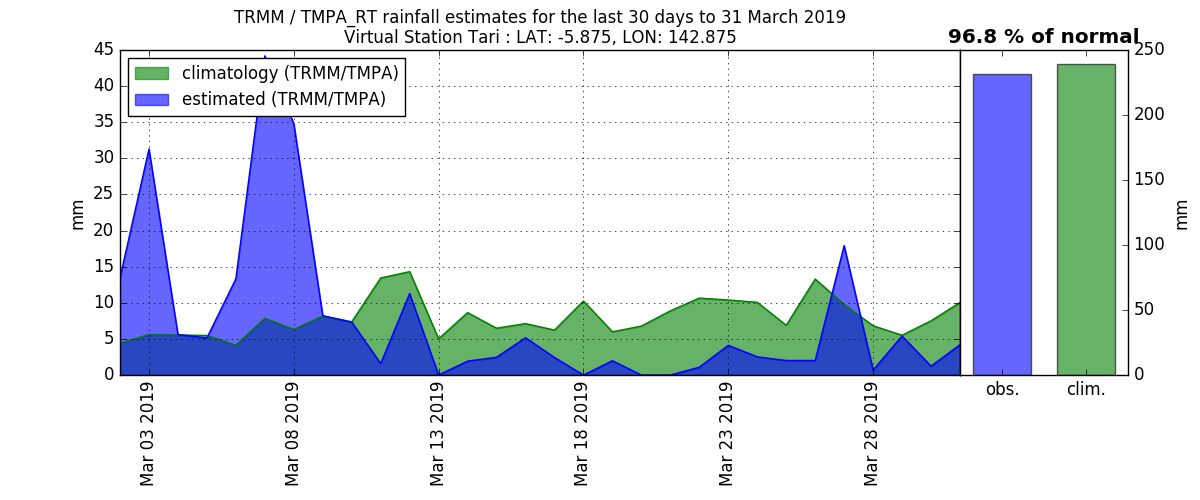 TRMM / TMPA_RT rainfall estimates for the last 30 days to 31 March 2019
Virtual Station Tari : LAT: -5.875, LON: 142.875
96.8 % of normal
climatology (TRMM/TMPA)
estimated (TRMM/TMPA)
mm
45
40
35
30
25
20
15
10
5
0
Mar 03 2019
Mar 08 2019
Mar 13 2019
Mar 18 2019
Mar 23 2019
Mar 28 2019
obs.
clim.
250
200
150
100
50
0
mm